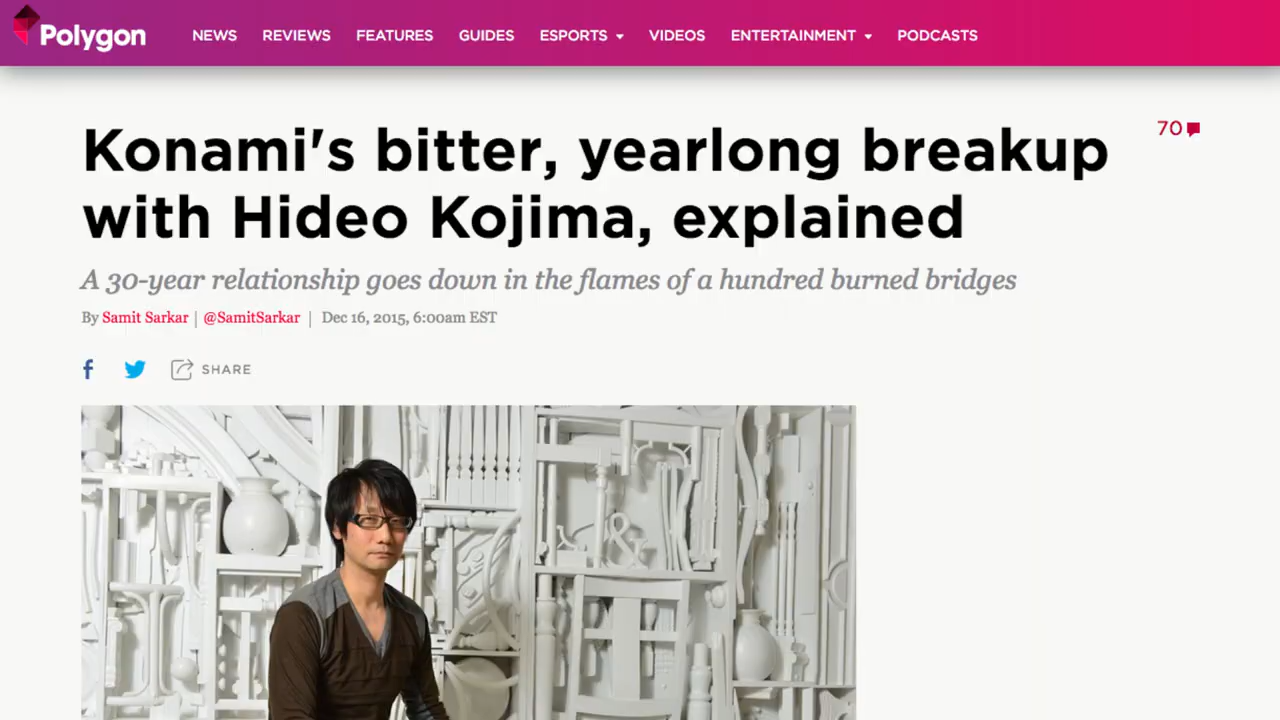 Polygon NEWS REVIEWS FEATURES GUIDES ESPORTS VIDEOS ENTERTAINMENT PODCASTS
Konami's bitter, yearlong breakup
70
with Hideo Kojima, explained
A 30-year relationship goes down in the flames of a hundred burned bridges
By Samit Sarkar | @SamitSarkar | Dec 16, 2015, 6:00am EST
f SHARE
&